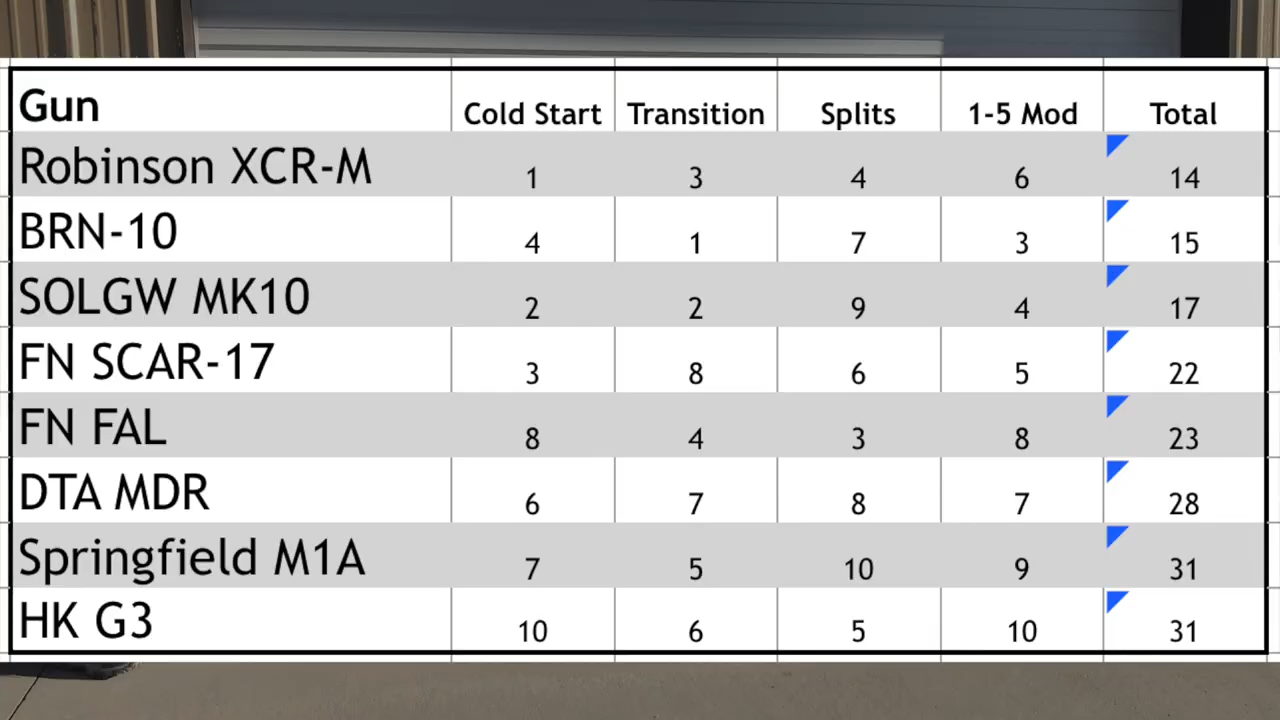 Gun Cold Start Transition Splits 1-5 Mod Total
Robinson XCR-M 1 3 4 6 14
BRN-10 4 1 7 3 15
SOLGW MK10 2 2 9 4 17
FN SCAR-17 3 8 6 5 22
FN FAL 8 4 3 8 23
DTA MDR 6 7 8 7 28
Springfield M1A 7 5 10 9 31
HK G3 10 6 5 10 31